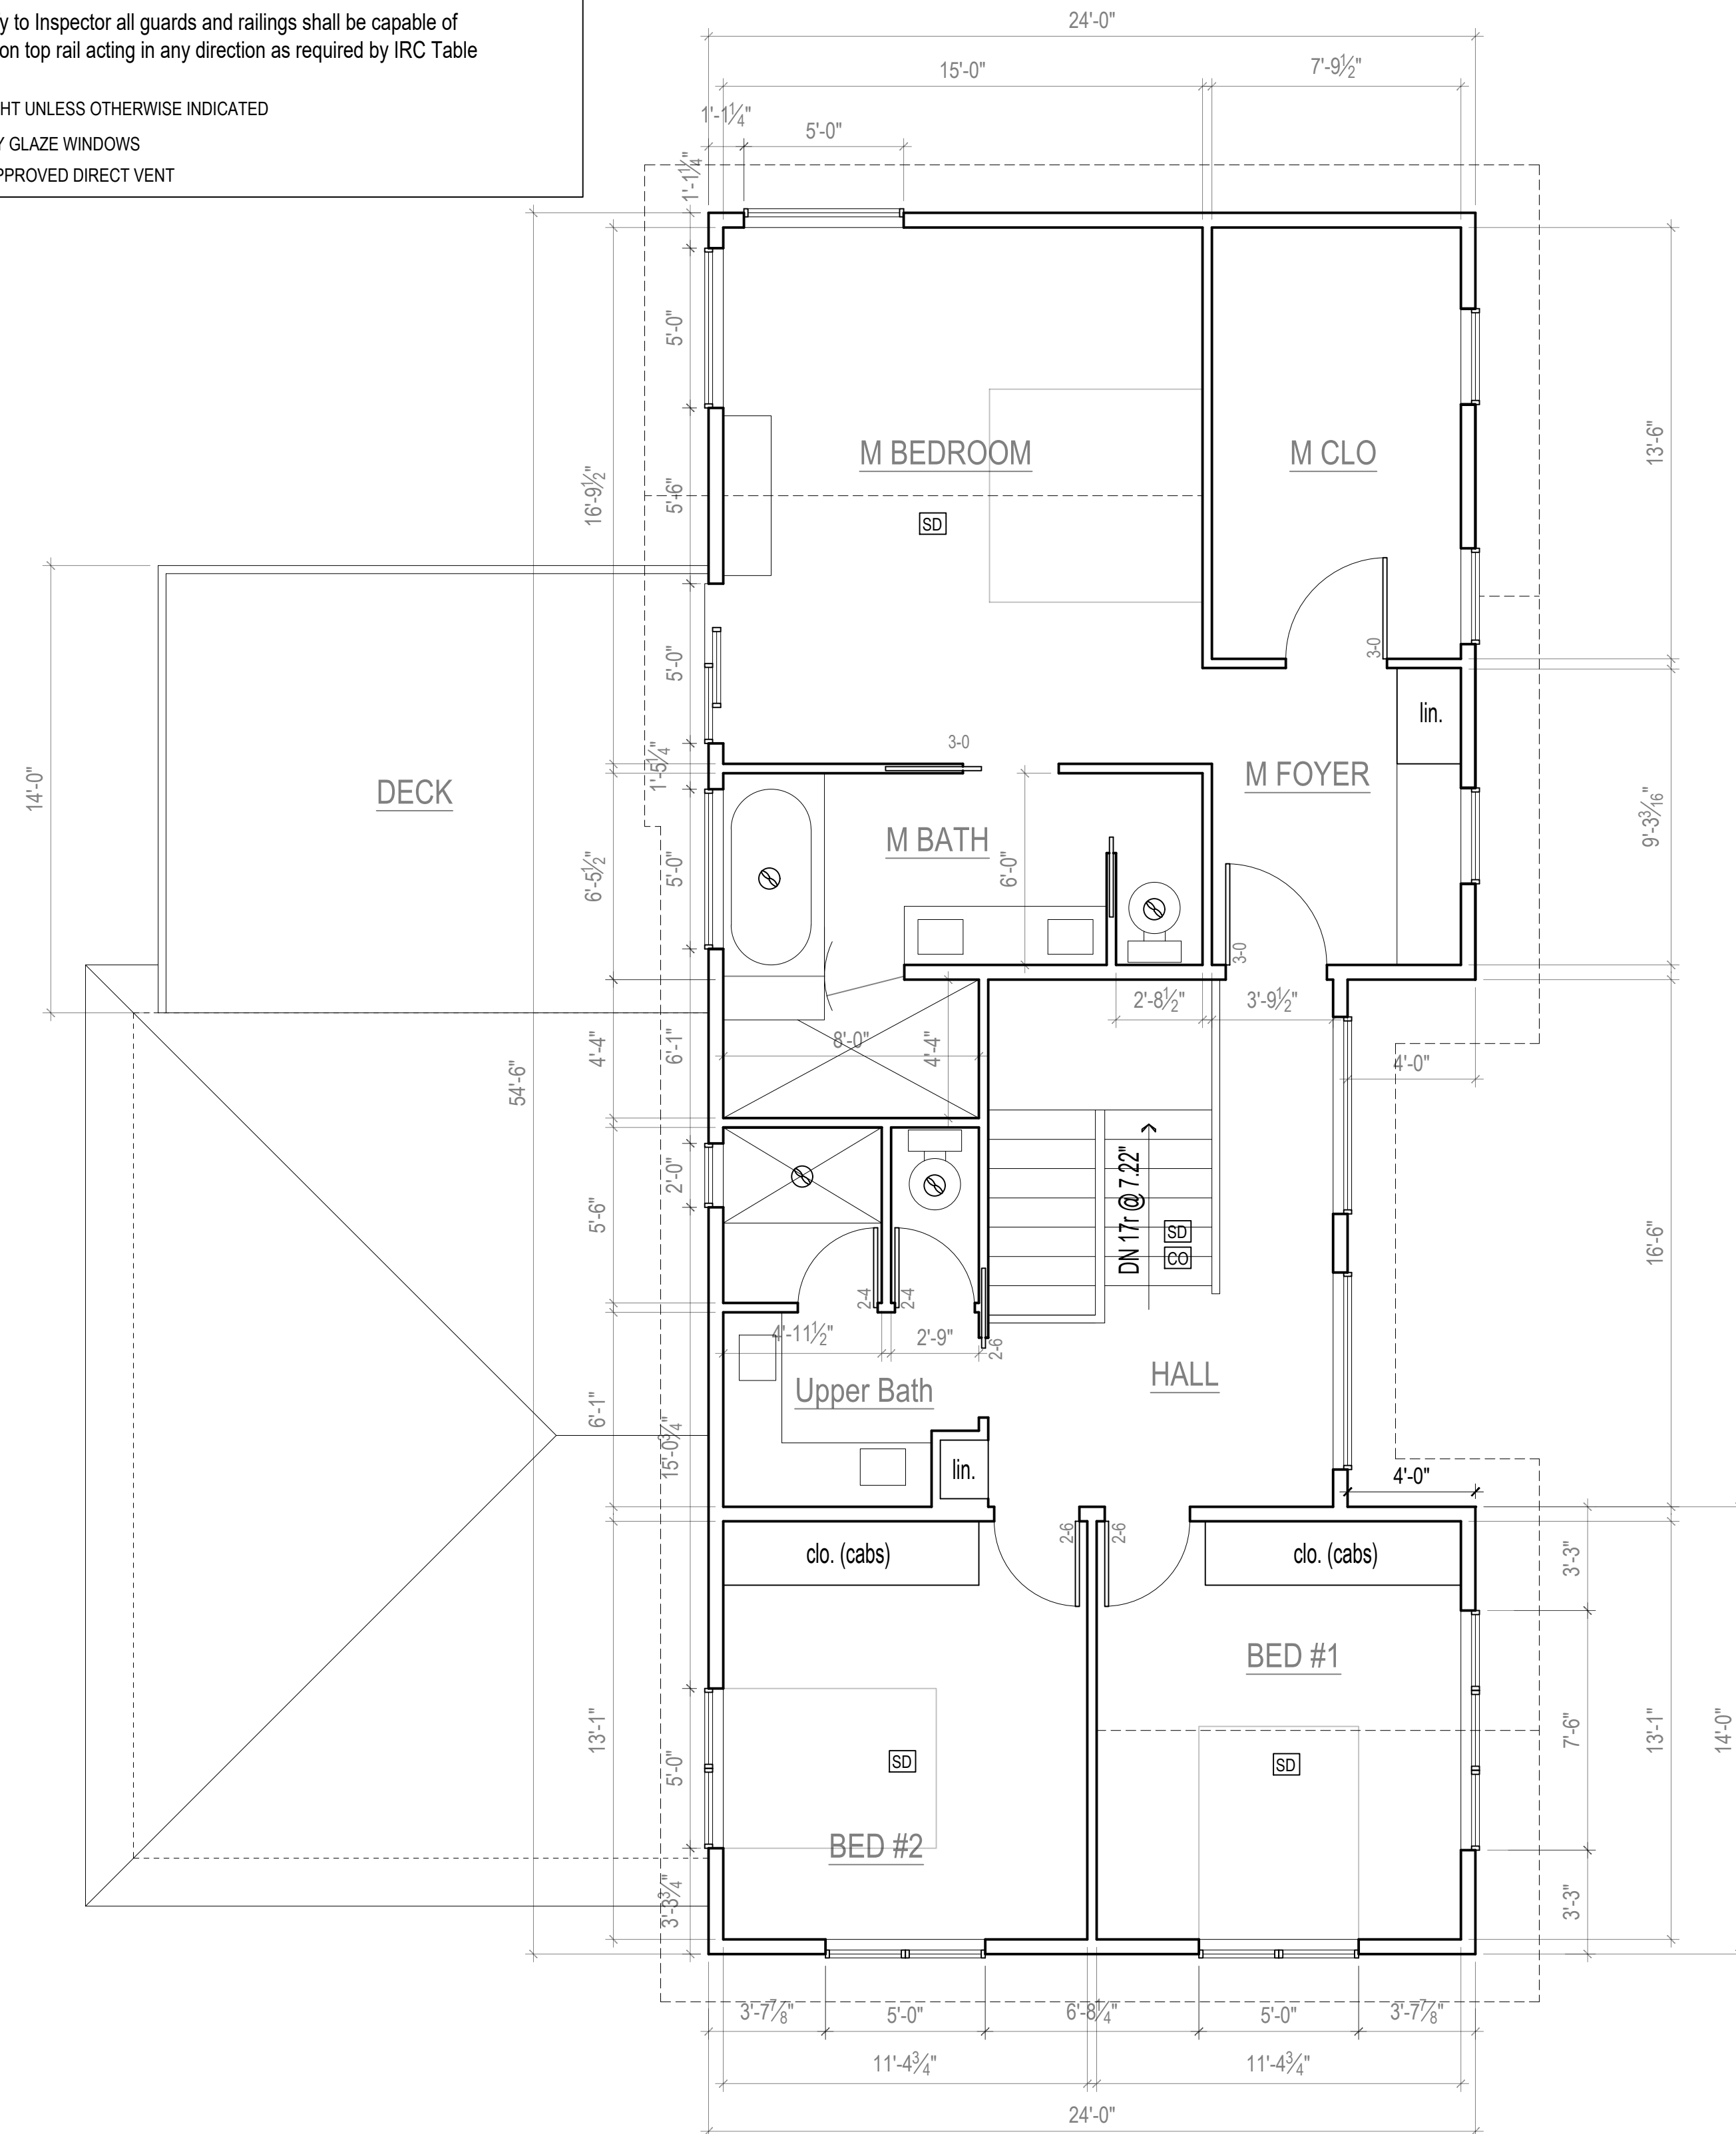 y to Inspector all guards and railings shall be capable of
on top rail acting in any direction as required by IRC Table
HT UNLESS OTHERWISE INDICATED
Y GLAZE WINDOWS
PPROVED DIRECT VENT
24'-0"
15'-0"
7'-9½"
1'-1¼"
5'-0"
1'-1¼"
5'-0"
16'-9½"
5'-6"
M BEDROOM
M CLO
SD
13'-6"
3-0
5'-0"
lin.
14'-0"
DECK
1'-5¼"
3-0
M FOYER
M BATH
6'-5½"
5'-0"
6'-0"
9'-3 3⁄16"
3-0
2'-8½"
3'-9½"
54'-6"
4'-4"
6'-1"
8'-0"
4'-4"
4'-0"
5'-6"
2'-0"
DN 17r @ 7.22"
SD
CO
16'-6"
2-4
2-4
4'-11½"
2'-9"
2-6
6'-1"
15'-0¾"
Upper Bath
HALL
lin.
4'-0"
clo. (cabs)
2-6
2-6
clo. (cabs)
3'-3"
BED #1
13'-1"
5'-0"
SD
SD
7'-6"
13'-1"
14'-0"
BED #2
3'-3¾"
3'-3"
3'-7⅞"
5'-0"
6'-8¼"
5'-0"
3'-7⅞"
11'-4¾"
11'-4¾"
24'-0"